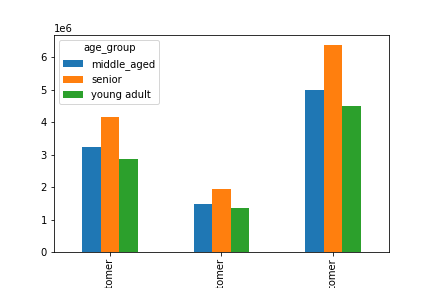 1e6
age_group
middle_aged
senior
young adult
6
5
4
3
2
1
0
tomer
tomer
tomer